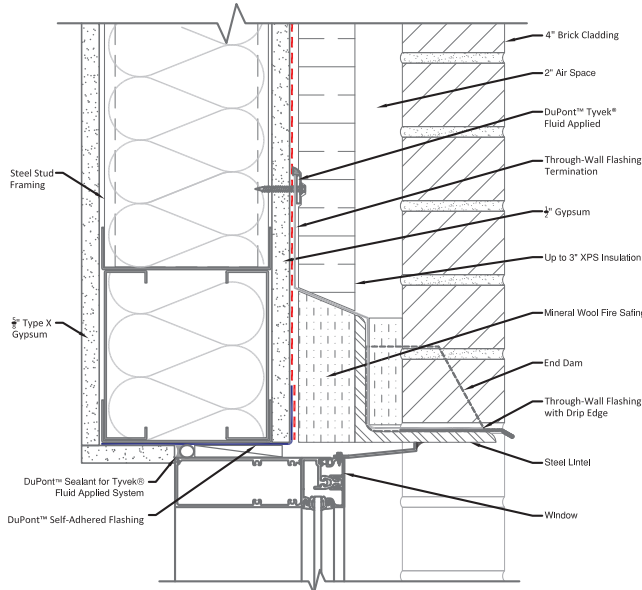 4" Brick Cladding
2" Air Space
DuPont™ Tyvek®
Fluid Applied
Through-Wall Flashing
Termination
½" Gypsum
Up to 3" XPS Insulation
Mineral Wool Fire Safing
End Dam
Through-Wall Flashing
with Drip Edge
Steel Lintel
Window
Steel Stud
Framing
⅝" Type X
Gypsum
DuPont™ Sealant for Tyvek®
Fluid Applied System
DuPont™ Self-Adhered Flashing